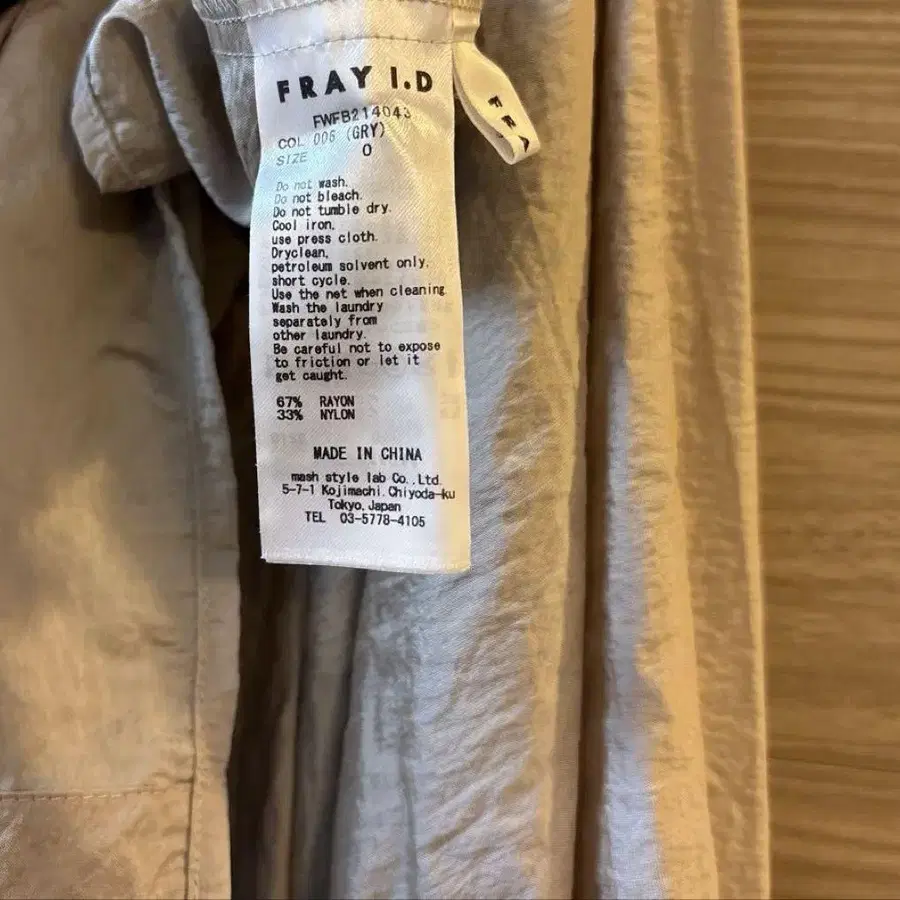 FRAY I.D
FRA
FWFB214043
COL 005 (GRY)
SIZE 0
Do not wash.
Do not bleach.
Do not tumble dry.
Cool iron.
use press cloth.
Dryclean,
petroleum solvent only.
short cycle.
Use the net when cleaning
Wash the laundry
separately from
other laundry.
Be careful not to expose
to friction or let it
get caught.
67% RAYON
33% NYLON
MADE IN CHINA
mash style lab Co.,Ltd.
5-7-1 Kojimachi.Chiyoda-ku
Tokyo.Japan
TEL 03-5778-4105